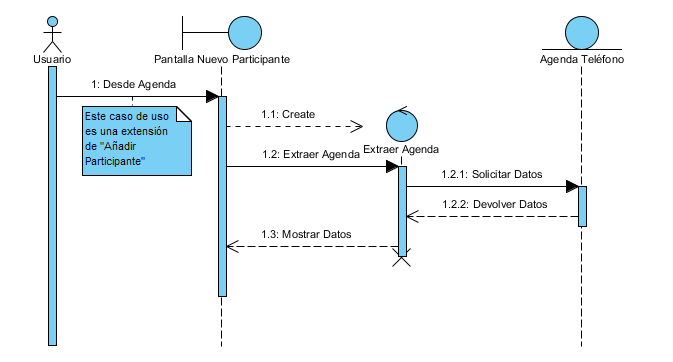 Usuario
Pantalla Nuevo Participante
Agenda Teléfono
1: Desde Agenda
Este caso de uso
es una extensión
de "Añadir
Participante"
1.1: Create
Extraer Agenda
1.2: Extraer Agenda
1.2.1: Solicitar Datos
1.2.2: Devolver Datos
1.3: Mostrar Datos